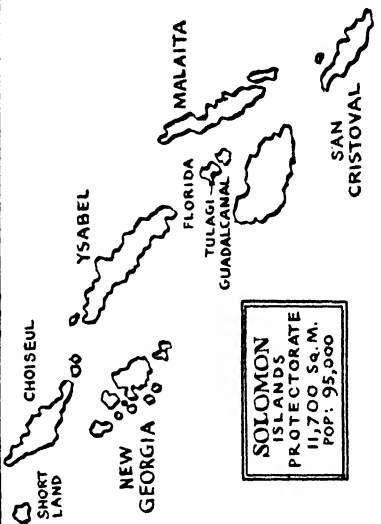 SHORT
LAND
CHOISEUL
NEW
GEORGIA
YSABEL
FLORIDA
TULAGI
GUADALCANAL
MALAITA
SAN
CRISTOVAL
SOLOMON
ISLANDS
PROTECTORATE
11,700 SQ. M.
POP: 95,000